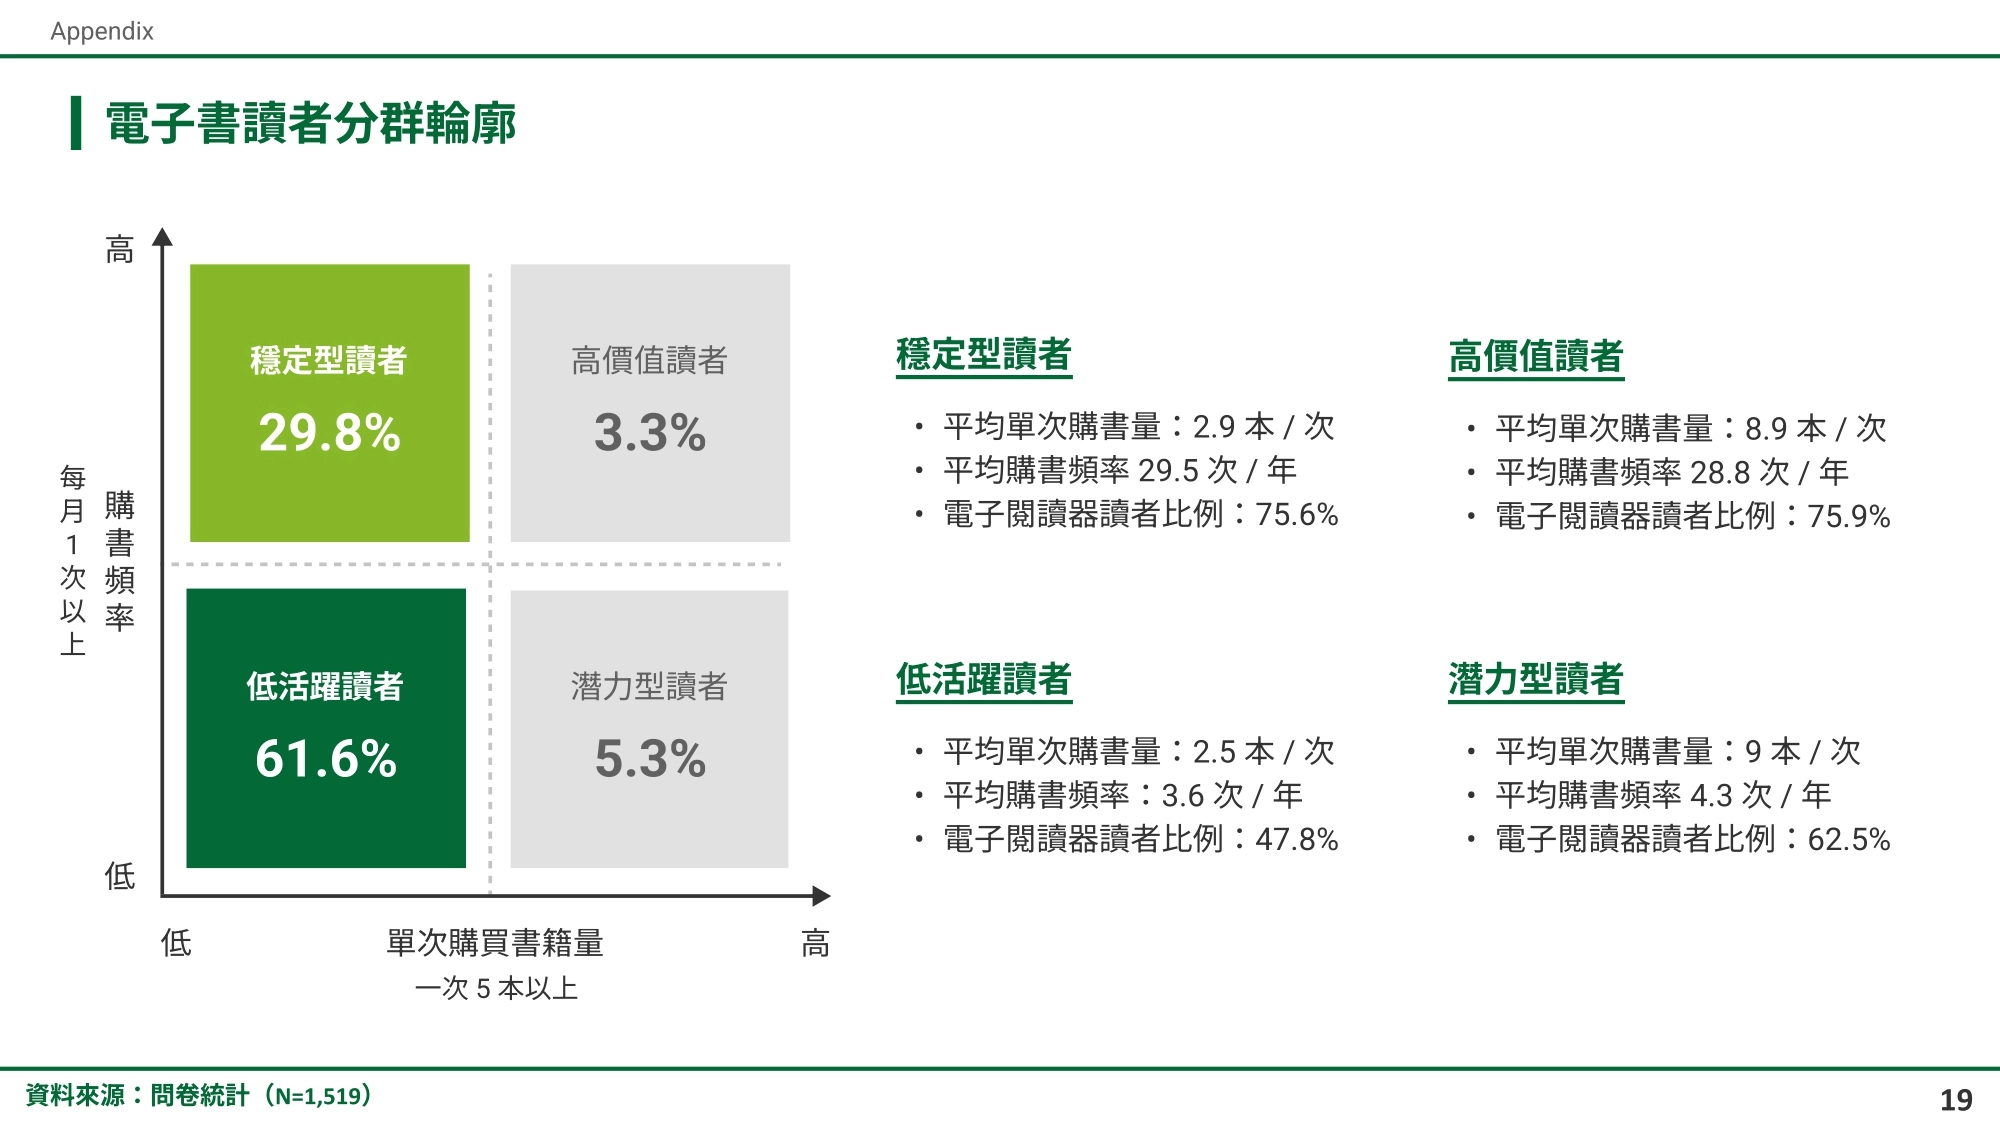 Appendix
電子書讀者分群輪廓
高
每月1次以上
購書頻率
低
穩定型讀者
29.8%
高價值讀者
3.3%
低活躍讀者
61.6%
潛力型讀者
5.3%
低
單次購買書籍量
高
一次 5 本以上
穩定型讀者
• 平均單次購書量：2.9 本 / 次
• 平均購書頻率 29.5 次 / 年
• 電子閱讀器讀者比例：75.6%
高價值讀者
• 平均單次購書量：8.9 本 / 次
• 平均購書頻率 28.8 次 / 年
• 電子閱讀器讀者比例：75.9%
低活躍讀者
• 平均單次購書量：2.5 本 / 次
• 平均購書頻率：3.6 次 / 年
• 電子閱讀器讀者比例：47.8%
潛力型讀者
• 平均單次購書量：9 本 / 次
• 平均購書頻率 4.3 次 / 年
• 電子閱讀器讀者比例：62.5%
資料來源：問卷統計（N=1,519）
19